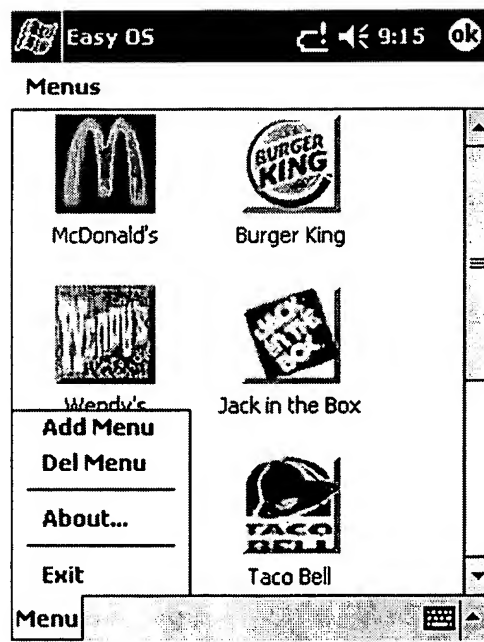 Easy OS 9:15 ok
Menus
BURGER KING
McDonald's Burger King
Wendy's JACK IN THE BOX
Wendy's Jack in the Box
Add Menu
Del Menu
About...
TACO BELL
Exit Taco Bell
Menu